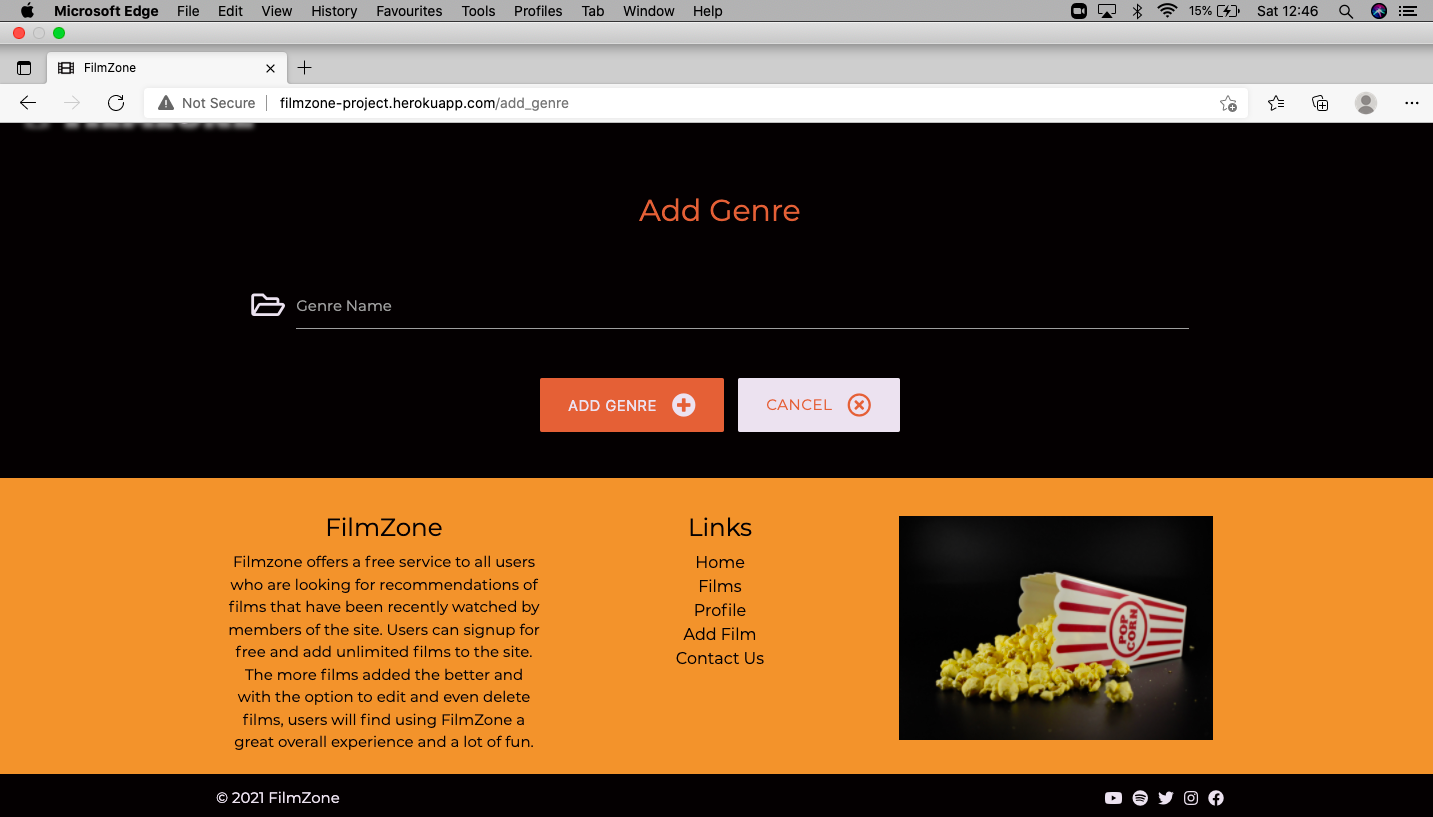 Microsoft Edge File Edit View History Favourites Tools Profiles Tab Window Help 15% Sat 12:46
FilmZone
Not Secure filmzone-project.herokuapp.com/add_genre
Add Genre
Genre Name
ADD GENRE CANCEL
FilmZone
Filmzone offers a free service to all users
who are looking for recommendations of
films that have been recently watched by
members of the site. Users can signup for
free and add unlimited films to the site.
The more films added the better and
with the option to edit and even delete
films, users will find using FilmZone a
great overall experience and a lot of fun.
Links
Home
Films
Profile
Add Film
Contact Us
POP
CORN
© 2021 FilmZone